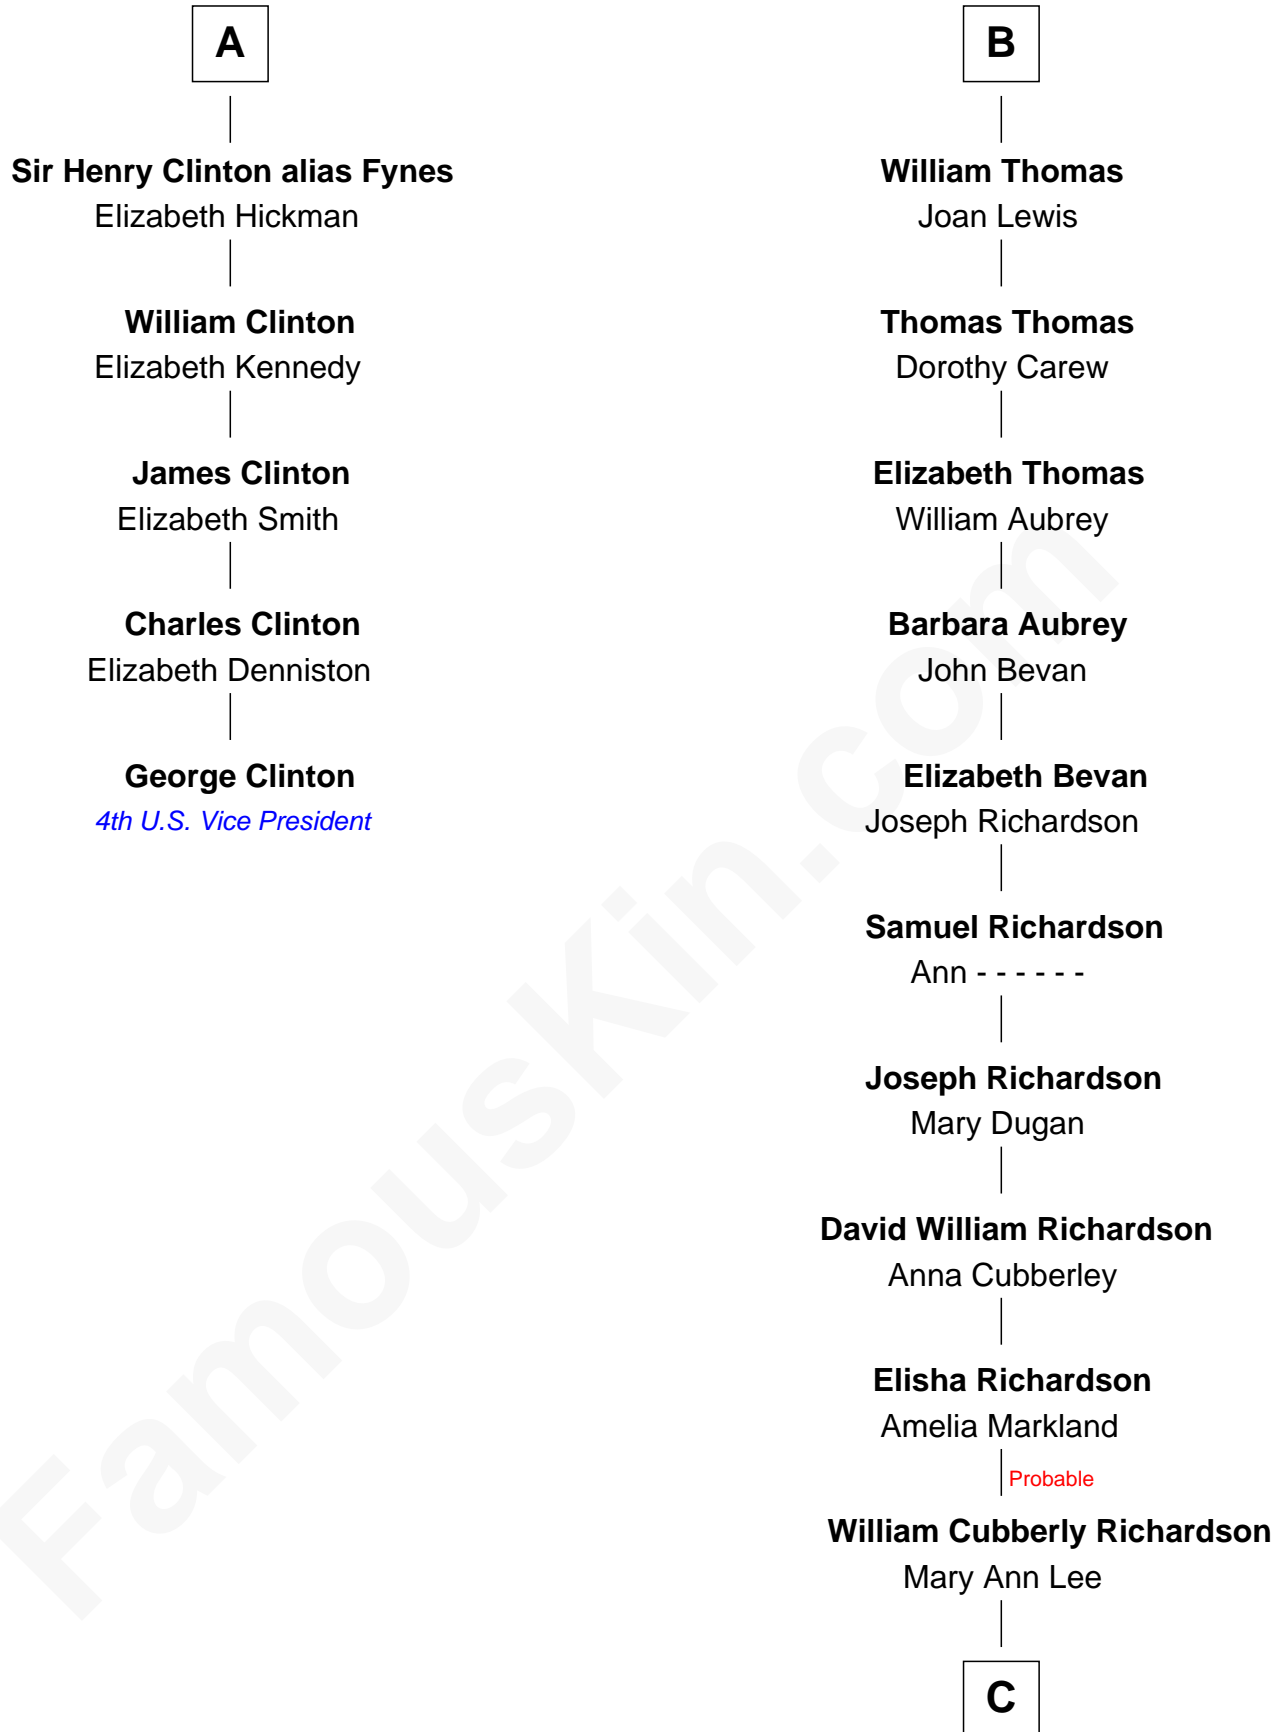 A
Sir Henry Clinton alias Fynes
Elizabeth Hickman
William Clinton
Elizabeth Kennedy
James Clinton
Elizabeth Smith
Charles Clinton
Elizabeth Denniston
George Clinton
4th U.S. Vice President
B
William Thomas
Joan Lewis
Thomas Thomas
Dorothy Carew
Elizabeth Thomas
William Aubrey
Barbara Aubrey
John Bevan
Elizabeth Bevan
Joseph Richardson
Samuel Richardson
Ann - - - - - -
Joseph Richardson
Mary Dugan
David William Richardson
Anna Cubberley
Elisha Richardson
Amelia Markland
Probable
William Cubberly Richardson
Mary Ann Lee
C
FamousKin.com